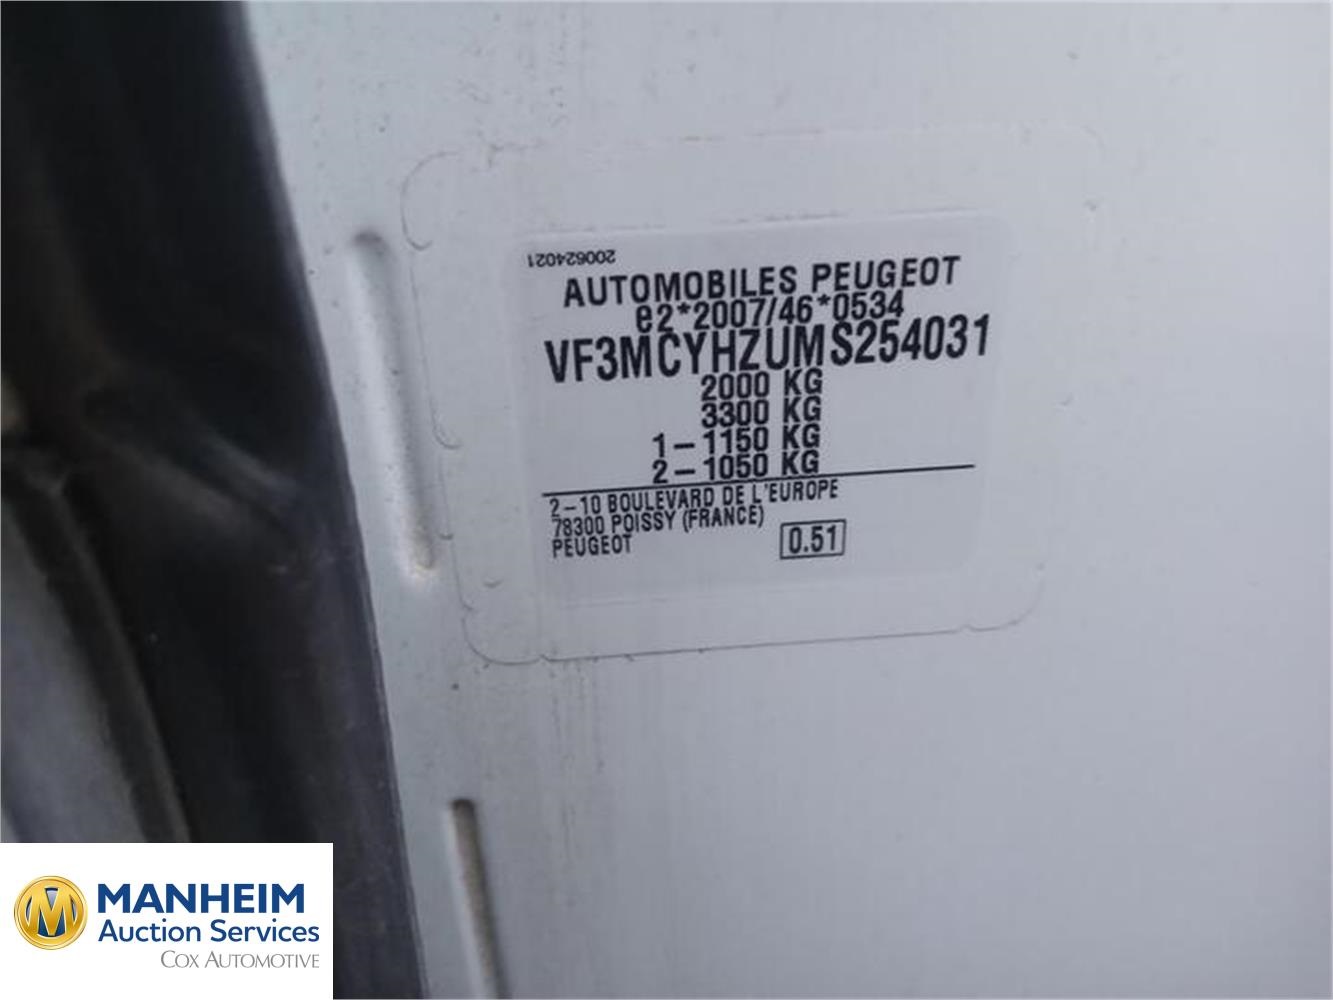 200624021
AUTOMOBILES PEUGEOT
e2*2007/46*0534
VF3MCYHZUMS254031
2000 KG
3300 KG
1-1150 KG
2-1050 KG
2-10 BOULEVARD DE L'EUROPE
78300 POISSY (FRANCE)
PEUGEOT
0.51
MANHEIM
Auction Services
COX AUTOMOTIVE